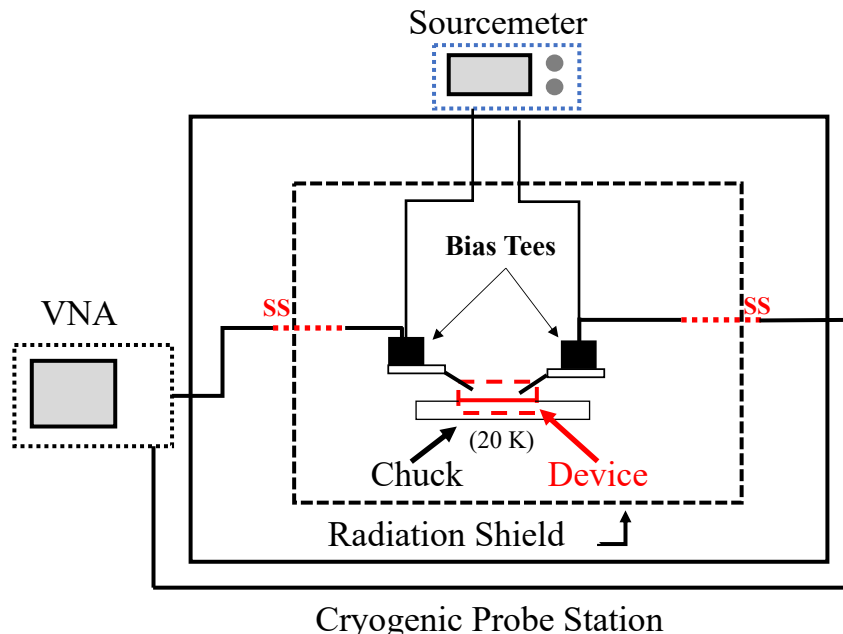 Sourcemeter
Bias Tees
SS
SS
VNA
(20 K)
Chuck
Device
Radiation Shield
Cryogenic Probe Station